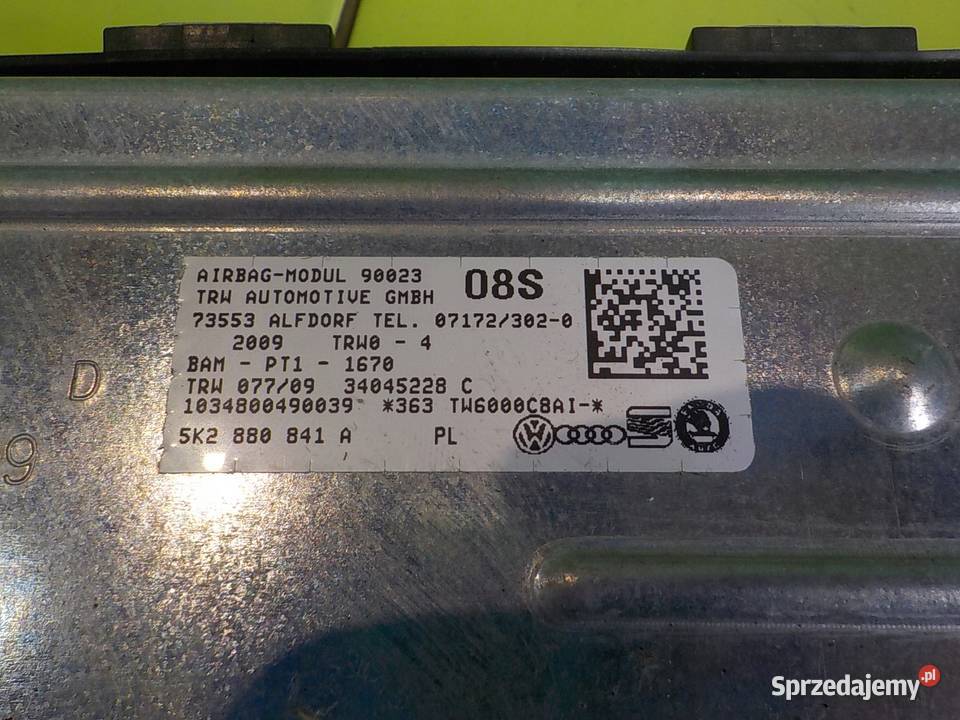 AIRBAG-MODUL 90023 08S
TRW AUTOMOTIVE GMBH
73553 ALFDORF TEL. 07172/302-0
2009 TRW0 - 4
BAM - PT1 - 1670
TRW 077/09 34045228 C
1034800490039 *363 TW6000C8AI-*
5K2 880 841 A PL
D
9
Sprzedajemy.pl